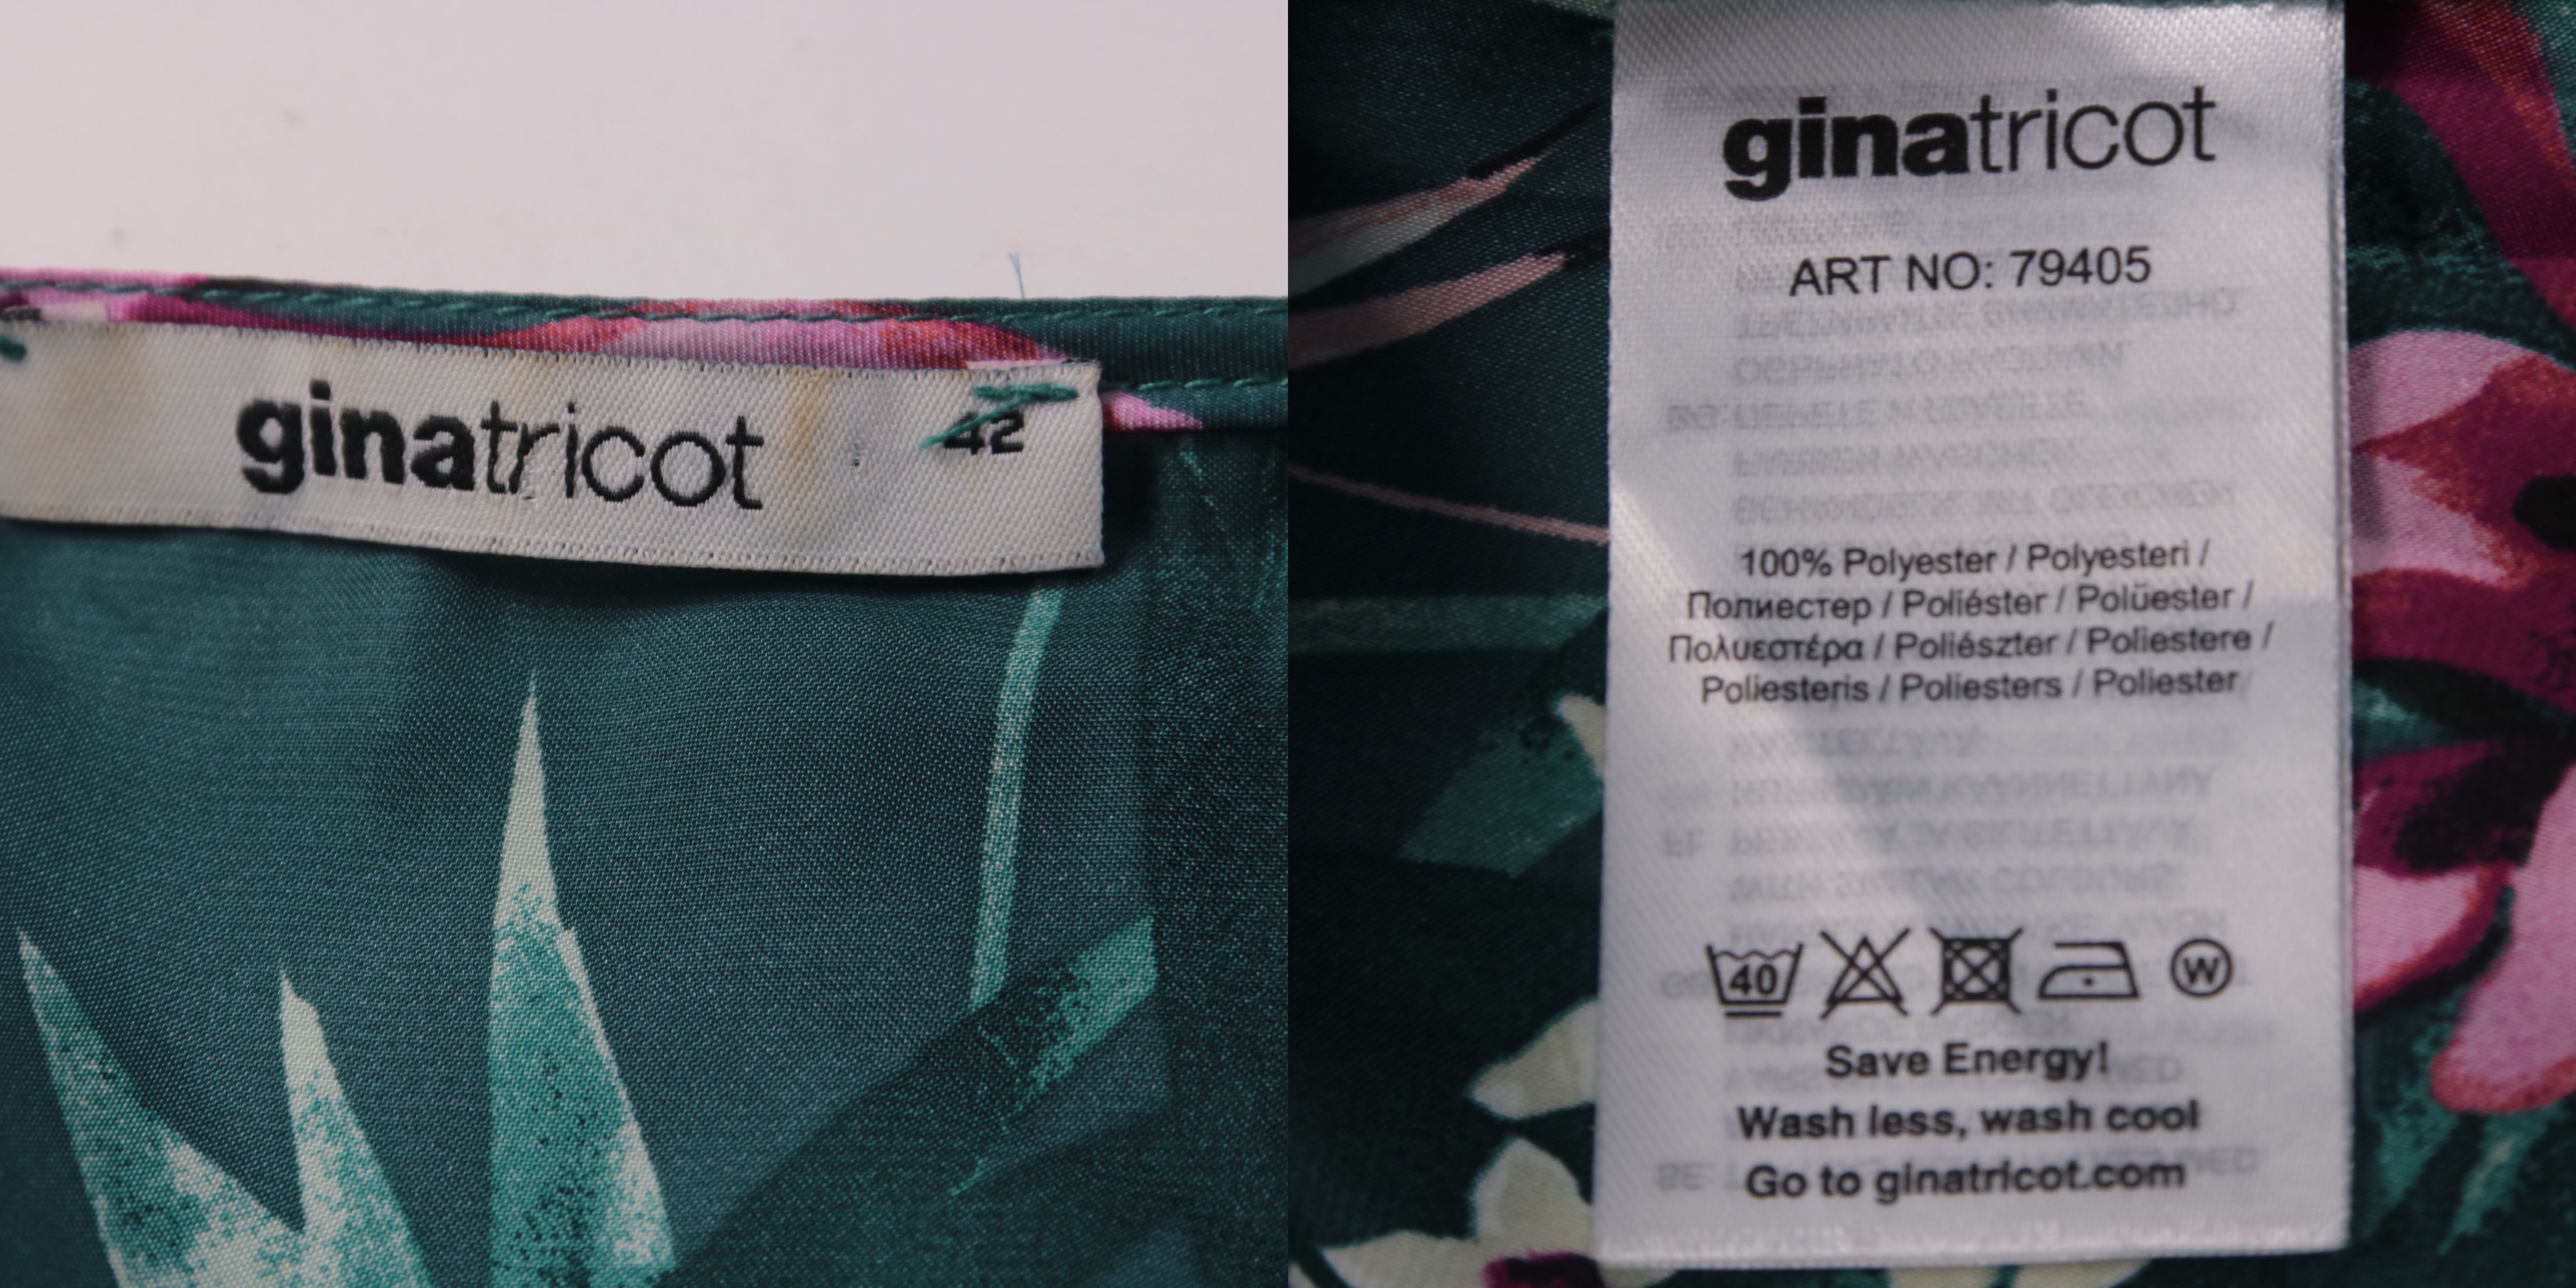 ginatricot
42
ginatricot
ART NO: 79405
100% Polyester / Polyesteri /
Полиестер / Poliéster / Polüester /
Πολυεστέρα / Poliészter / Poliestere /
Poliesteris / Poliesters / Poliester
40 W
Save Energy!
Wash less, wash cool
Go to ginatricot.com